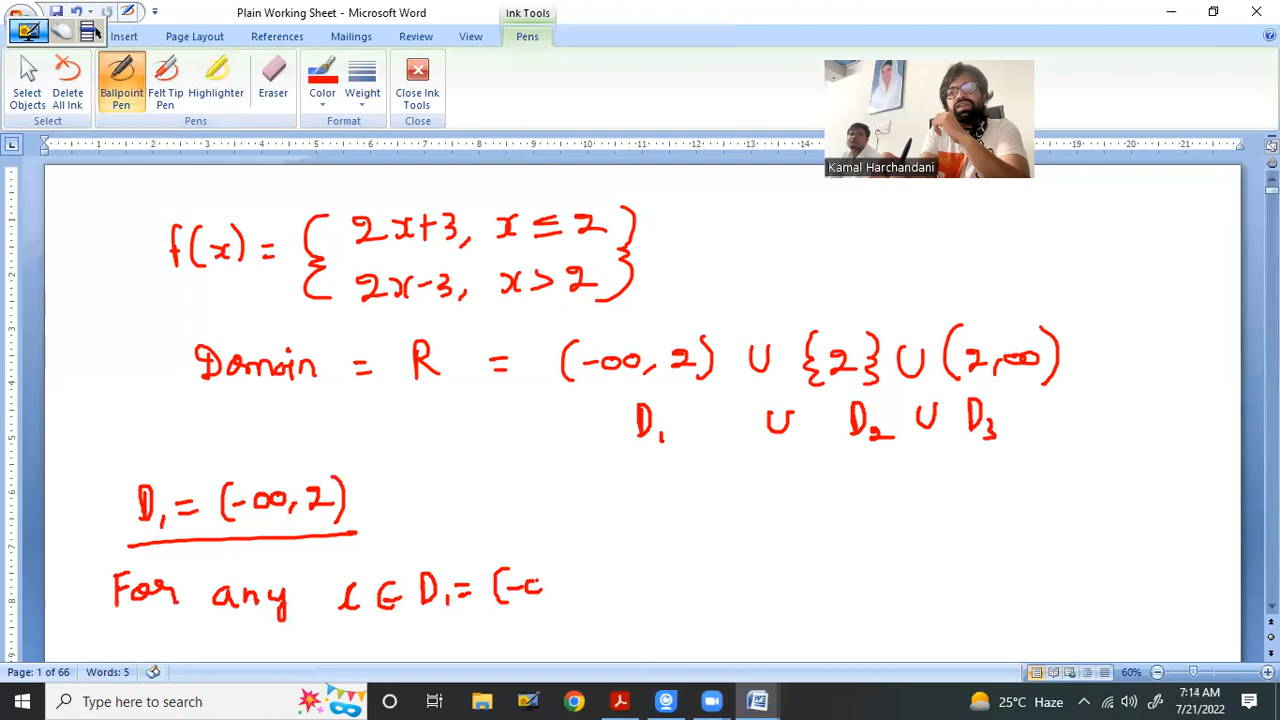 Plain Working Sheet - Microsoft Word
Ink Tools
Insert Page Layout References Mailings Review View Pens
Select Objects
Delete All Ink
Ballpoint Pen
Felt Tip Pen
Highlighter
Eraser
Color
Weight
Close Ink Tools
Select Pens Format Close
Kamal Harchandani
f(x) = { 2x+3, x ≤ 2
2x-3, x > 2 }
Domain = R = (-∞, 2) ∪ {2} ∪ (2, ∞)
D₁ ∪ D₂ ∪ D₃
D₁ = (-∞, 2)
For any c ∈ D₁ = (-
Page: 1 of 66 Words: 5 60%
Type here to search 25°C Haze 7:14 AM
7/21/2022